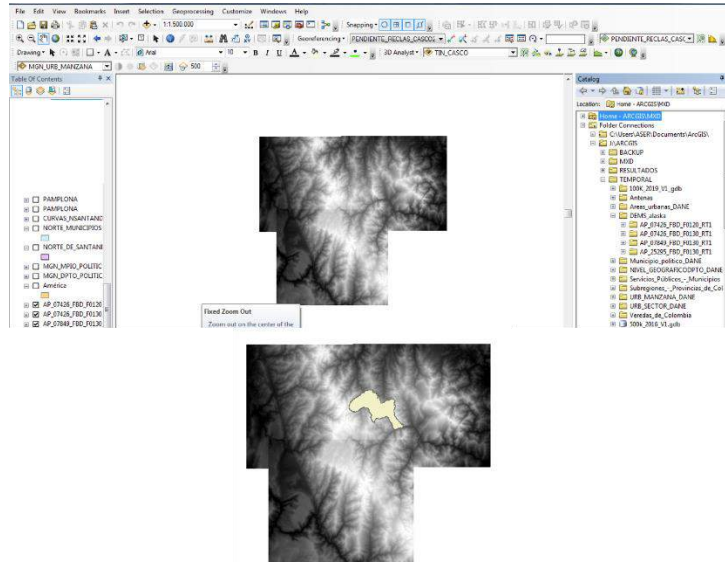 File Edit View Bookmarks Insert Selection Geoprocessing Customize Windows Help
1:1.500.000
Snapping
Georeferencing PENDIENTE_RECLAS_CASCO
PENDIENTE_RECLAS_CASC
Drawing Arial 10 B I U A 3D Analyst TIN_CASCO
MGN_URB_MANZANA 500
Table Of Contents
PAMPLONA
PAMPLONA
CURVAS_NSANTAND
NORTE_MUNICIPIOS
NORTE_DE_SANTANI
MGN_MPIO_POLITIC
MGN_DPTO_POLITIC
América
AP_07426_FBD_F0120
AP_07426_FBD_F0130
AP_07849_FBD_F0130
Fixed Zoom Out
Zoom out on the center of the
Catalog
Location: Home - ARCGIS\MXD
Home - ARCGIS\MXD
Folder Connections
C:\Users\ASER\Documents\ArcGIS\
J:\ARCGIS
BACKUP
MXD
RESULTADOS
TEMPORAL
100K_2019_V1_gdb
Antenas
Areas_urbanas_DANE
DEMS_alaska
AP_07426_FBD_F0120_RT1
AP_07426_FBD_F0130_RT1
AP_07849_FBD_F0130_RT1
AP_25295_FBD_F0130_RT1
Municipio_politico_DANE
NIVEL_GEOGRAFICODPTO_DANE
Servicios_Públicos_-_Municipios
Subregiones_-_Provincias_de_Col
URB_MANZANA_DANE
URB_SECTOR_DANE
Veredas_de_Colombia
500k_2016_V1.gdb